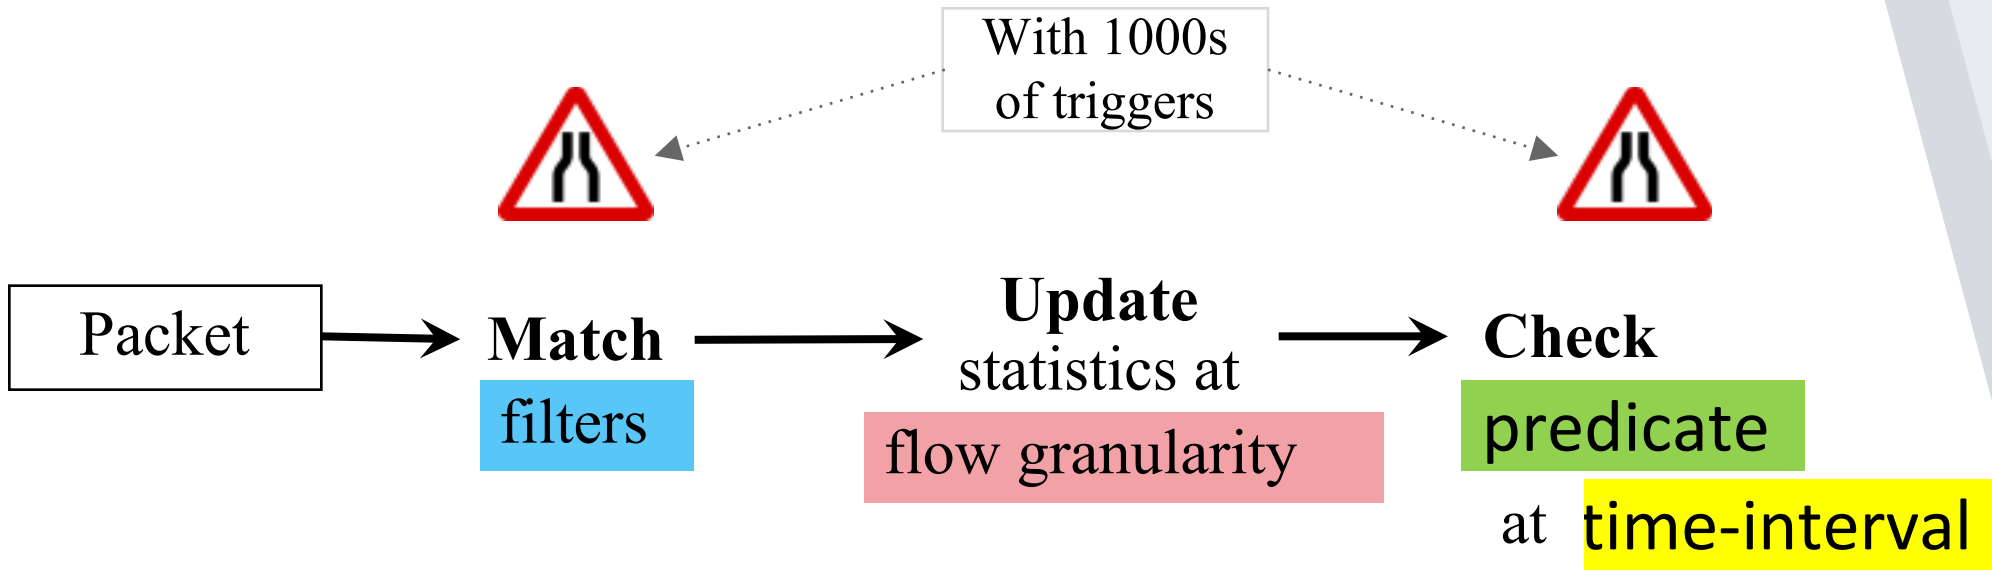 With 1000s
of triggers
Packet
Match
filters
Update
statistics at
flow granularity
Check
predicate
at time-interval